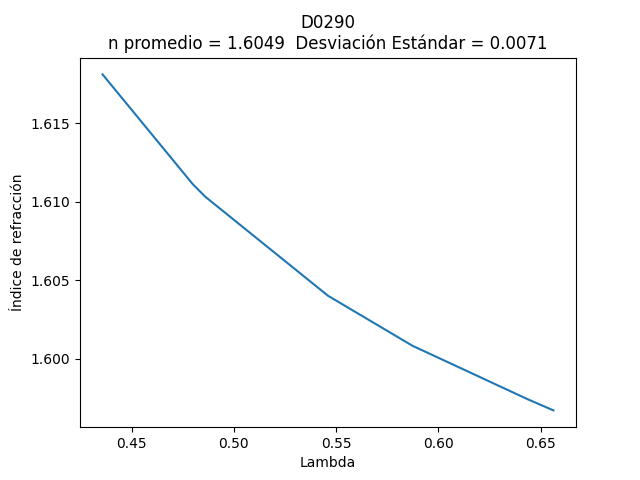 D0290
n promedio = 1.6049  Desviación Estándar = 0.0071
Índice de refracción
1.615
1.610
1.605
1.600
0.45
0.50
0.55
0.60
0.65
Lambda